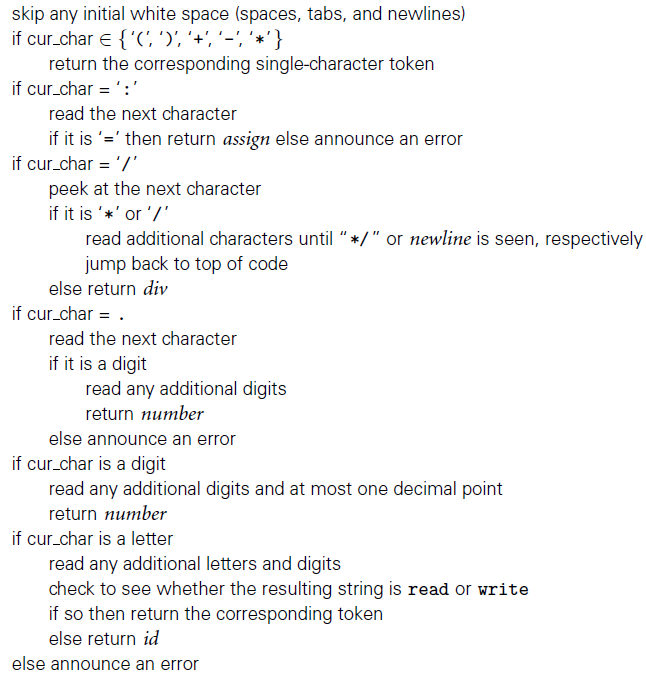 skip any initial white space (spaces, tabs, and newlines)
if cur_char ∈ {‘(’, ‘)’, ‘+’, ‘-’, ‘*’}
return the corresponding single-character token
if cur_char = ‘:’
read the next character
if it is ‘=’ then return assign else announce an error
if cur_char = ‘/’
peek at the next character
if it is ‘*’ or ‘/’
read additional characters until “*/” or newline is seen, respectively
jump back to top of code
else return div
if cur_char = .
read the next character
if it is a digit
read any additional digits
return number
else announce an error
if cur_char is a digit
read any additional digits and at most one decimal point
return number
if cur_char is a letter
read any additional letters and digits
check to see whether the resulting string is read or write
if so then return the corresponding token
else return id
else announce an error